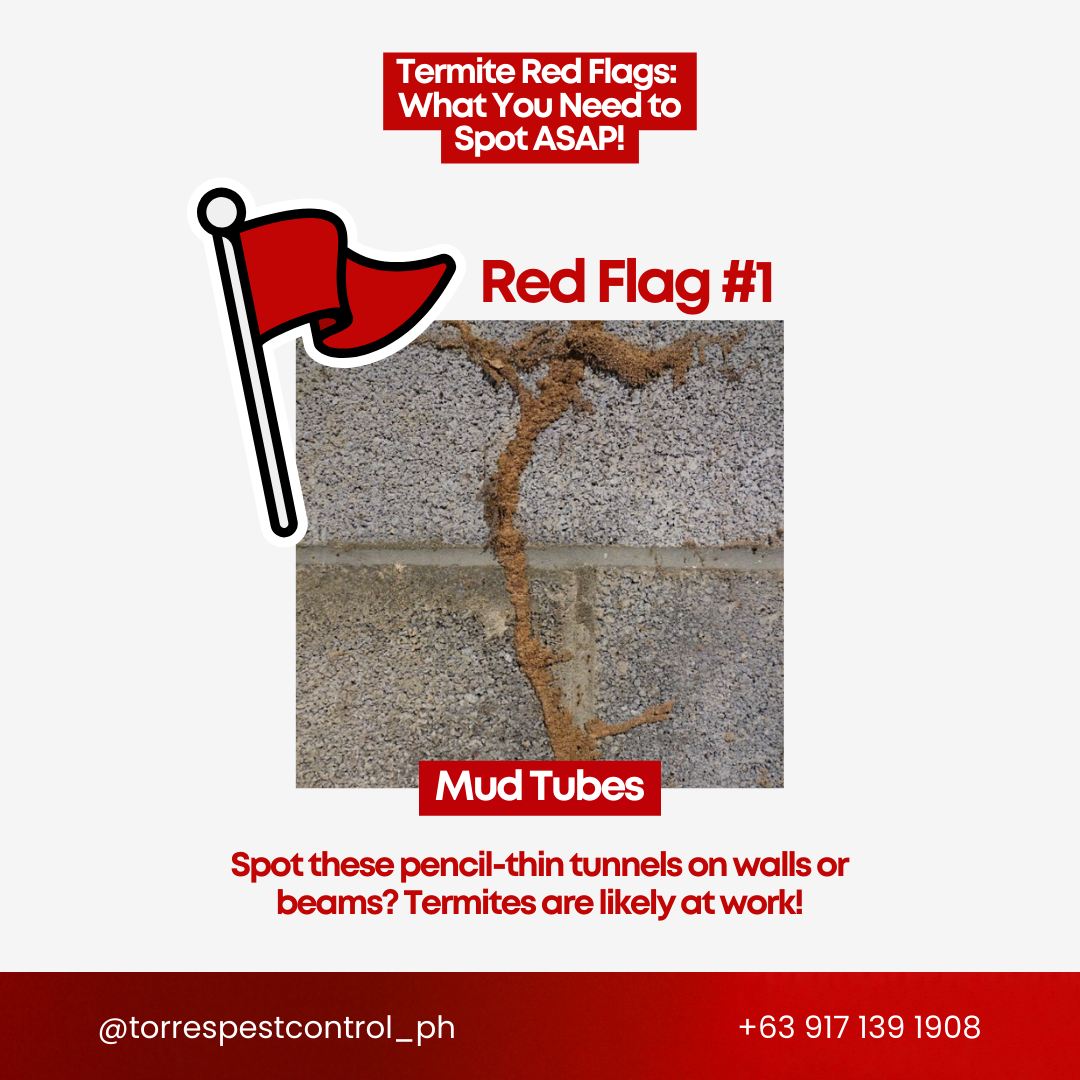 Termite Red Flags:
What You Need to
Spot ASAP!
Red Flag #1
Mud Tubes
Spot these pencil-thin tunnels on walls or
beams? Termites are likely at work!
@torrespestcontrol_ph
+63 917 139 1908